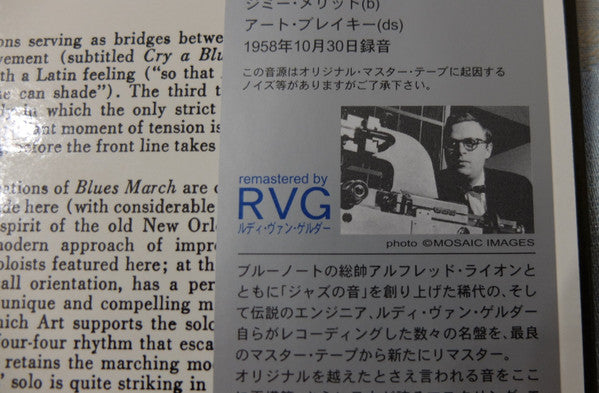 ons serving as bridges betwe
vement (subtitled Cry a Blu
th a Latin feeling ("so that
he can shade"). The third t
in which the only strict
ant moment of tension is
before the front line takes
ations of Blues March are
de here (with considerable
spirit of the old New Orl
modern approach of impr
oloists featured here; at th
all orientation, has a per
unique and compelling m
hich Art supports the solo
four-four rhythm that esca
retains the marching mo
" solo is quite striking in
ジミー・メリット(b)
アート・ブレイキー(ds)
1958年10月30日録音
この音源はオリジナル・マスター・テープに起因する
ノイズ等がありますがご了承下さい。
remastered by
RVG
ルディ・ヴァン・ゲルダー
photo ©MOSAIC IMAGES
ブルーノートの総帥アルフレッド・ライオンと
ともに「ジャズの音」を創り上げた稀代の、そし
て伝説のエンジニア、ルディ・ヴァン・ゲルダー
自らがレコーディングした数々の名盤を、最良
のマスター・テープから新たにリマスター。
オリジナルを越えたとさえ言われる音をここ